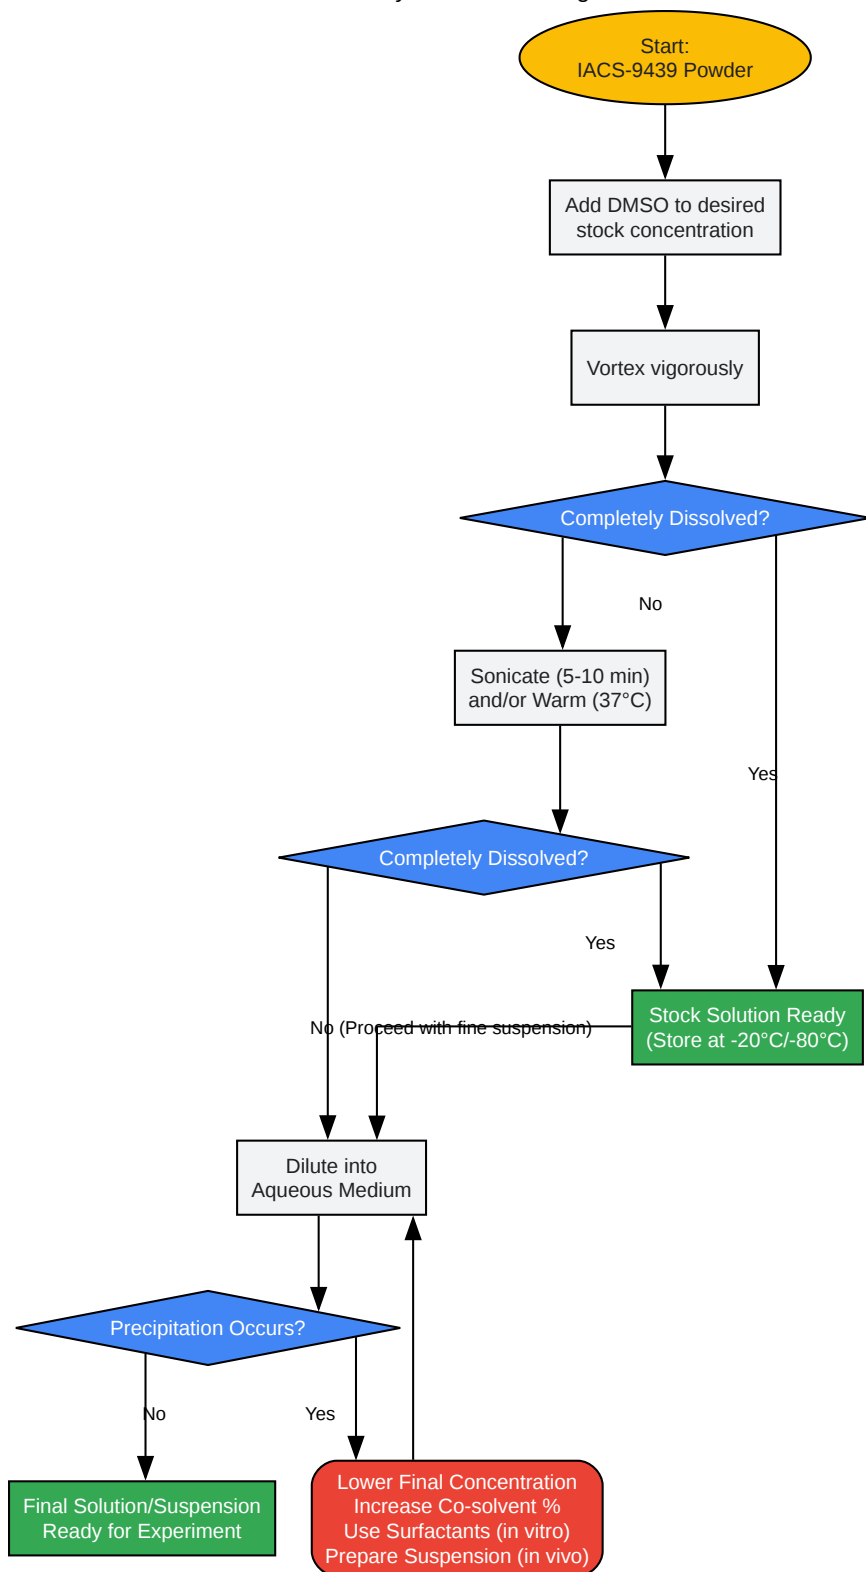 Start:
IACS-9439 Powder
Add DMSO to desired
stock concentration
Vortex vigorously
Completely Dissolved?
No
Sonicate (5-10 min)
and/or Warm (37°C)
Yes
Completely Dissolved?
Yes
Stock Solution Ready
(Store at -20°C/-80°C)
No (Proceed with fine suspension)
Dilute into
Aqueous Medium
Precipitation Occurs?
No
Yes
Final Solution/Suspension
Ready for Experiment
Lower Final Concentration
Increase Co-solvent %
Use Surfactants (in vitro)
Prepare Suspension (in vivo)